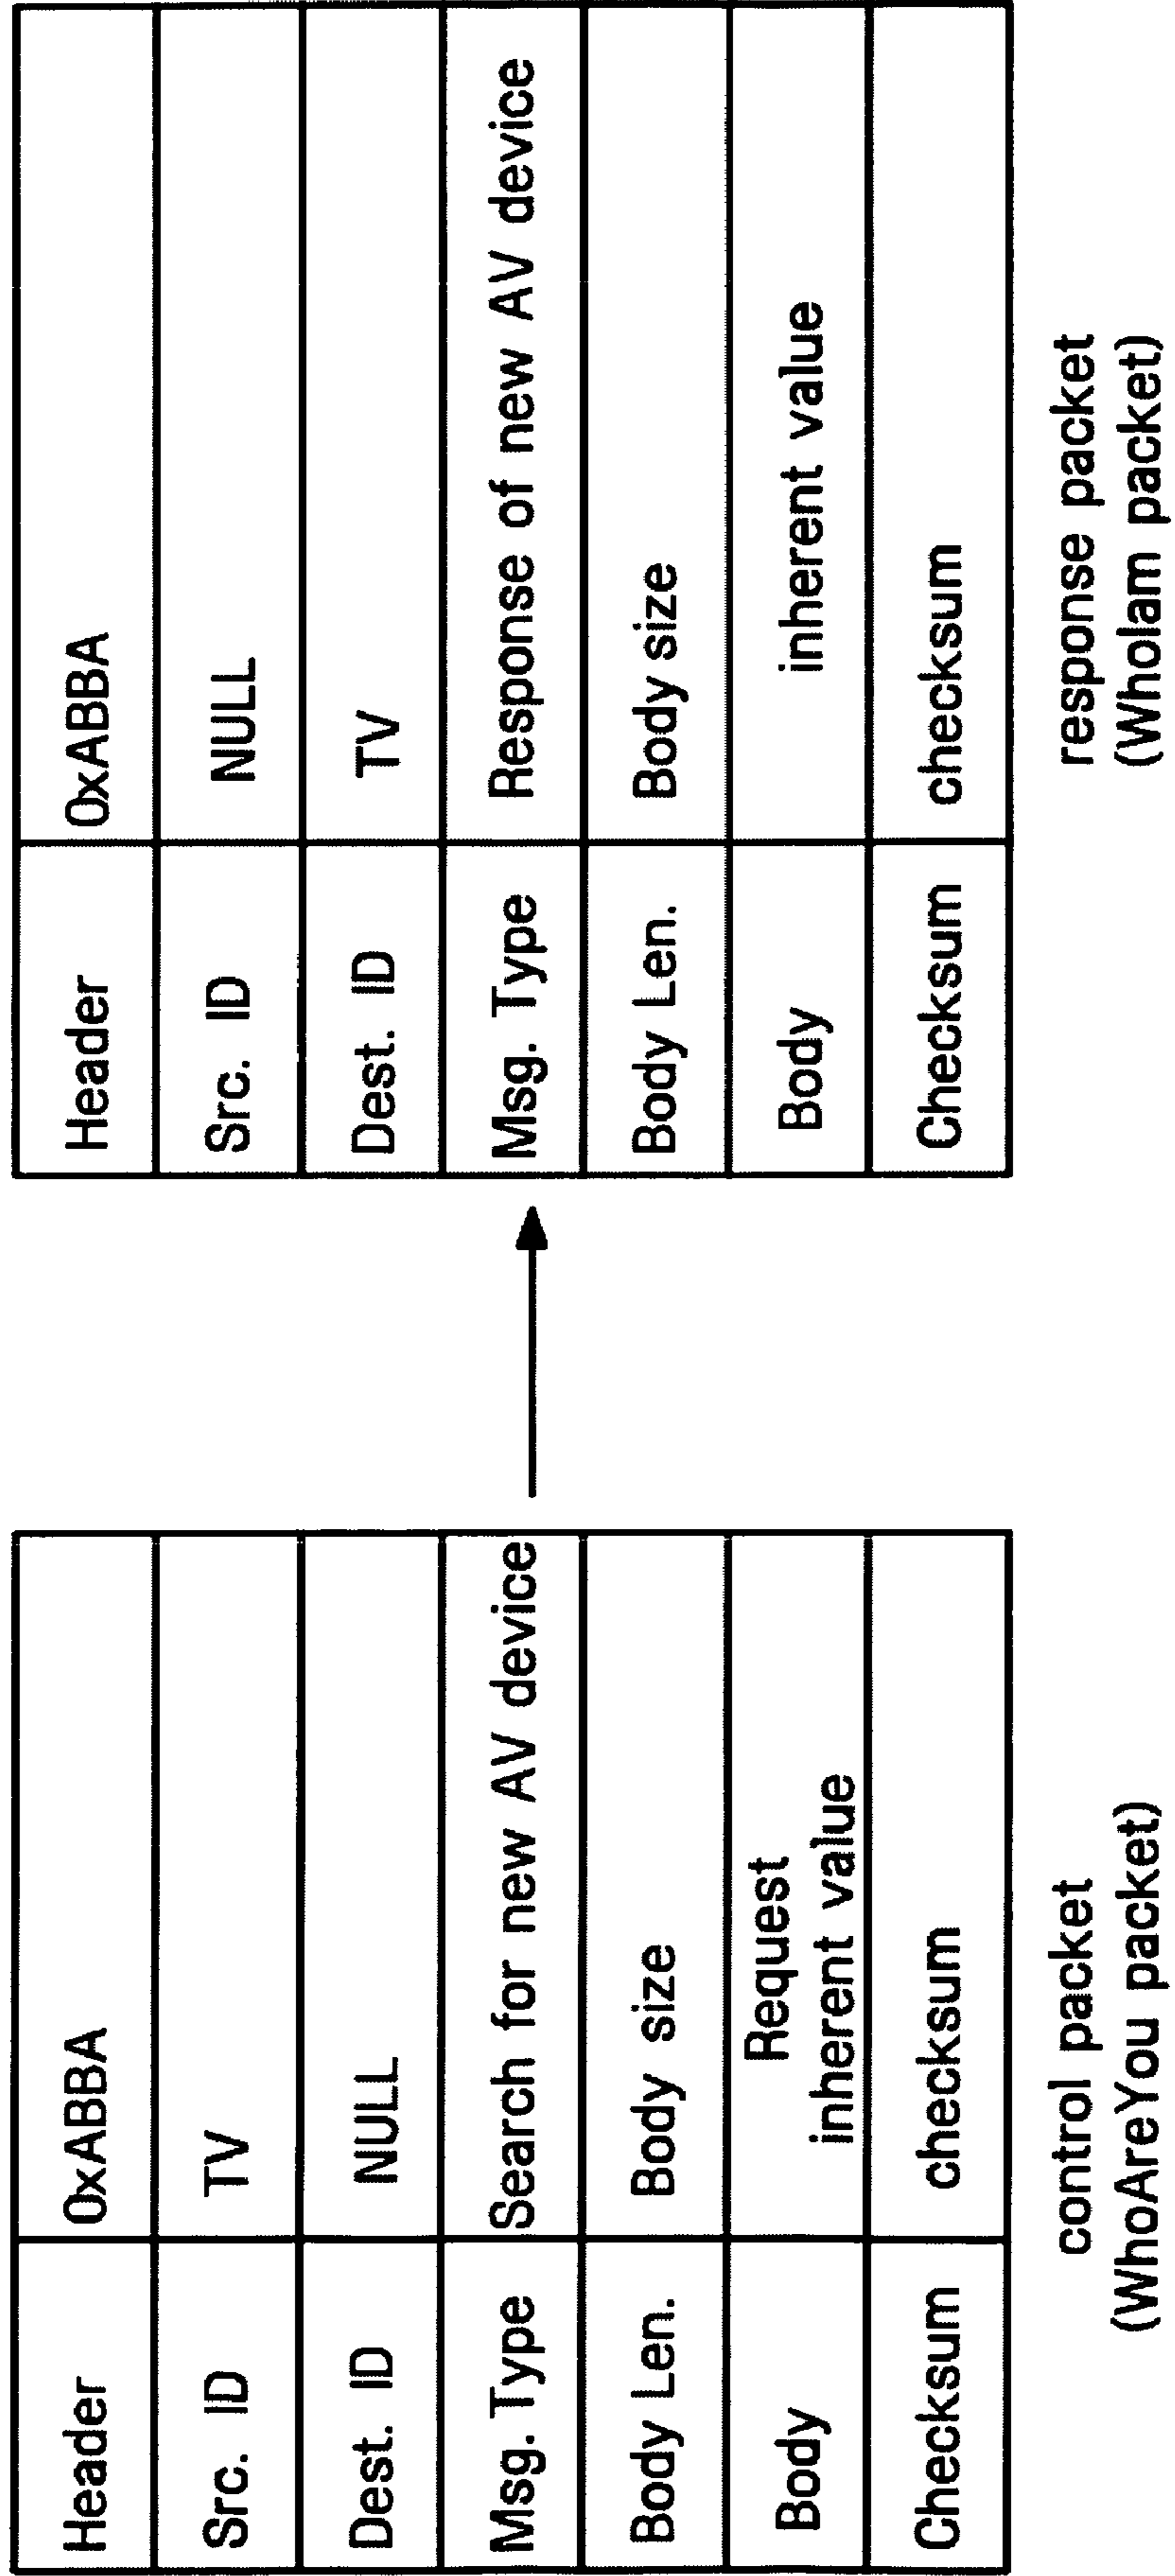 Header 0xABBA
Src. ID TV
Dest. ID NULL
Msg. Type Search for new AV device
Body Len. Body size
Body Request
inherent value
Checksum checksum
control packet
(WhoAreYou packet)
Header 0xABBA
Src. ID NULL
Dest. ID TV
Msg. Type Response of new AV device
Body Len. Body size
Body inherent value
Checksum checksum
response packet
(WhoIam packet)